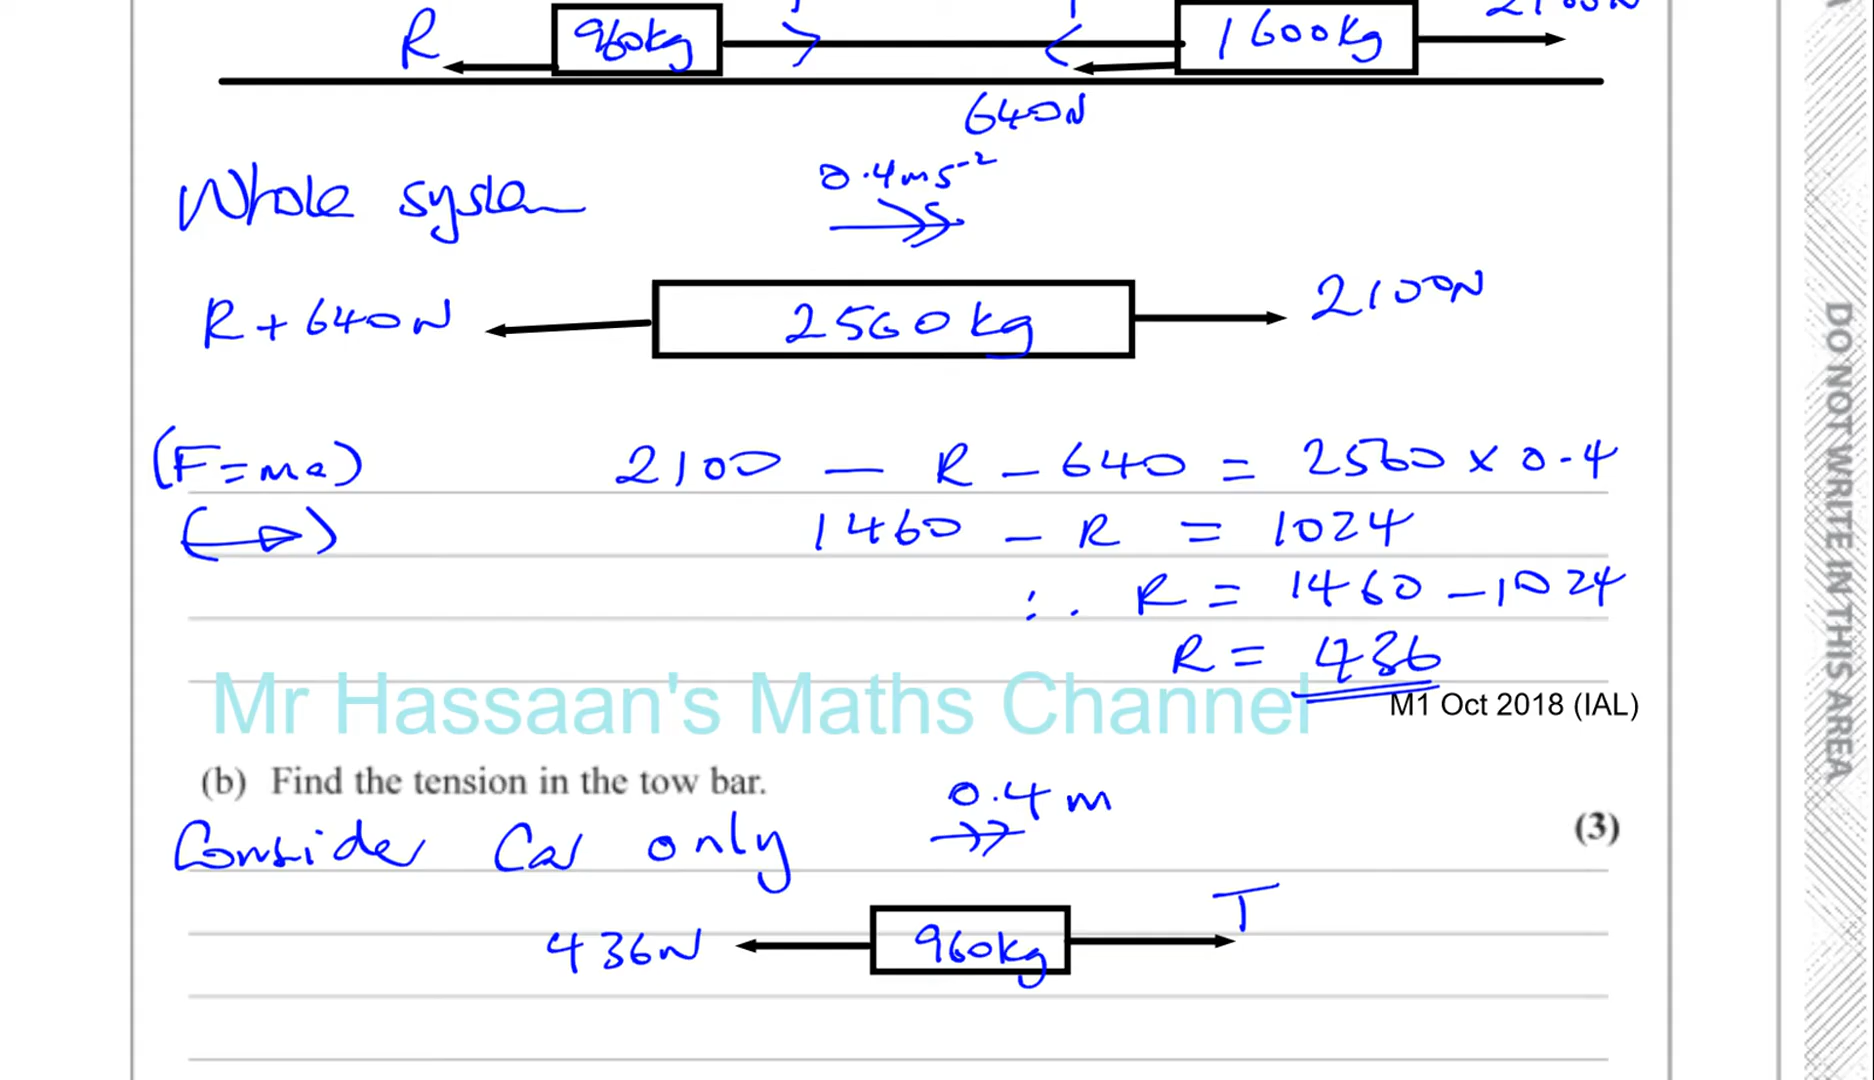 R 960kg 1600kg
640N
Whole system 0.4ms⁻²
R + 640N 2560kg 2100N
(F=ma) 2100 – R – 640 = 2560 × 0.4
1460 – R = 1024
∴ R = 1460 – 1024
R = 436
Mr Hassaan's Maths Channel
M1 Oct 2018 (IAL)
(b) Find the tension in the tow bar.
0.4m
(3)
Consider Car only
T
436N 960kg
DO NOT WRITE IN THIS AREA